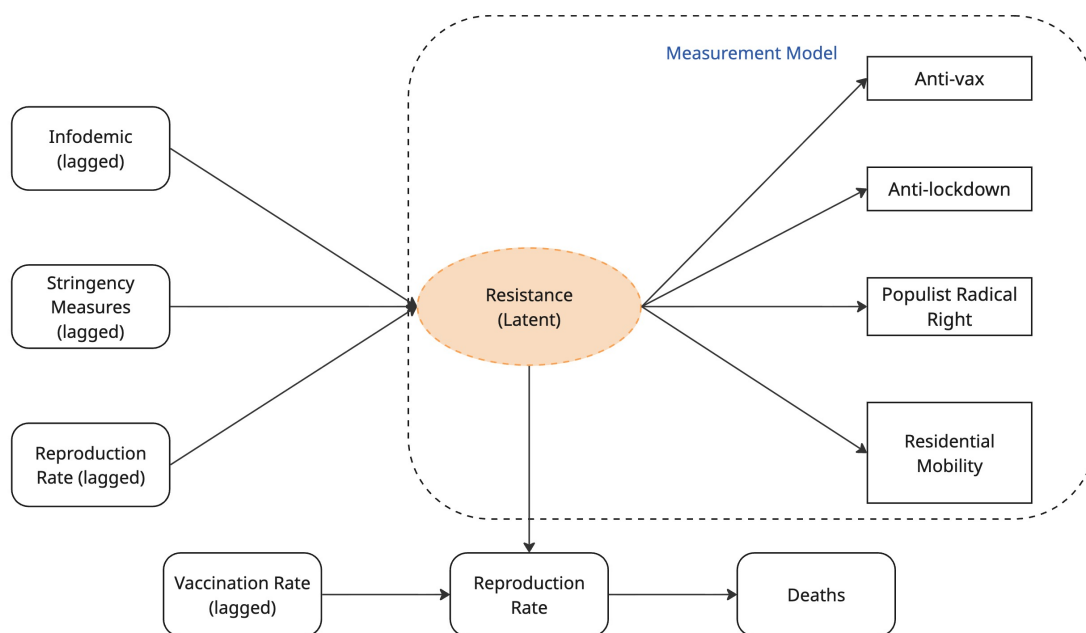 Measurement Model
Anti-vax
Infodemic
(lagged)
Anti-lockdown
Stringency
Measures
(lagged)
Resistance
(Latent)
Populist Radical
Right
Reproduction
Rate (lagged)
Residential
Mobility
Vaccination Rate
(lagged)
Reproduction
Rate
Deaths